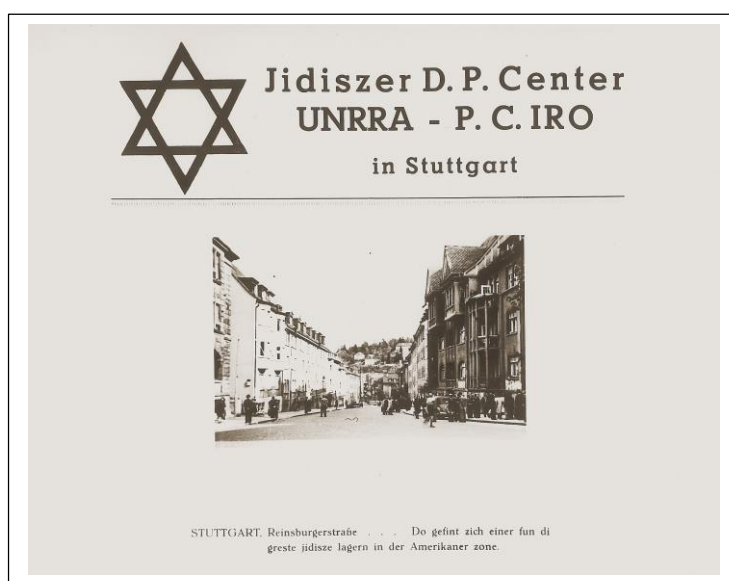 Jidiszer D. P. Center
UNRRA - P. C. IRO
in Stuttgart
STUTTGART, Reinsburgerstraße . . . Do gefint zich einer fun di
greste jidisze lagern in der Amerikaner zone.